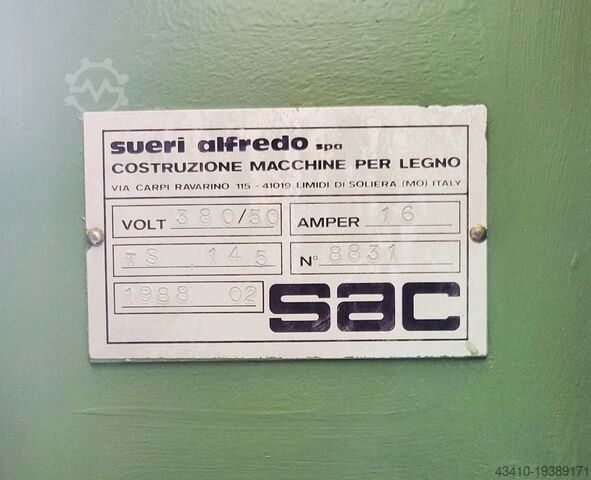 sueri alfredo spa
COSTRUZIONE MACCHINE PER LEGNO
VIA CARPI RAVARINO 115 - 41019 LIMIDI DI SOLIERA (MO) ITALY
VOLT 380/50 AMPER 16
TS .145 N° 8831
1988 02 sac
43410-19389171